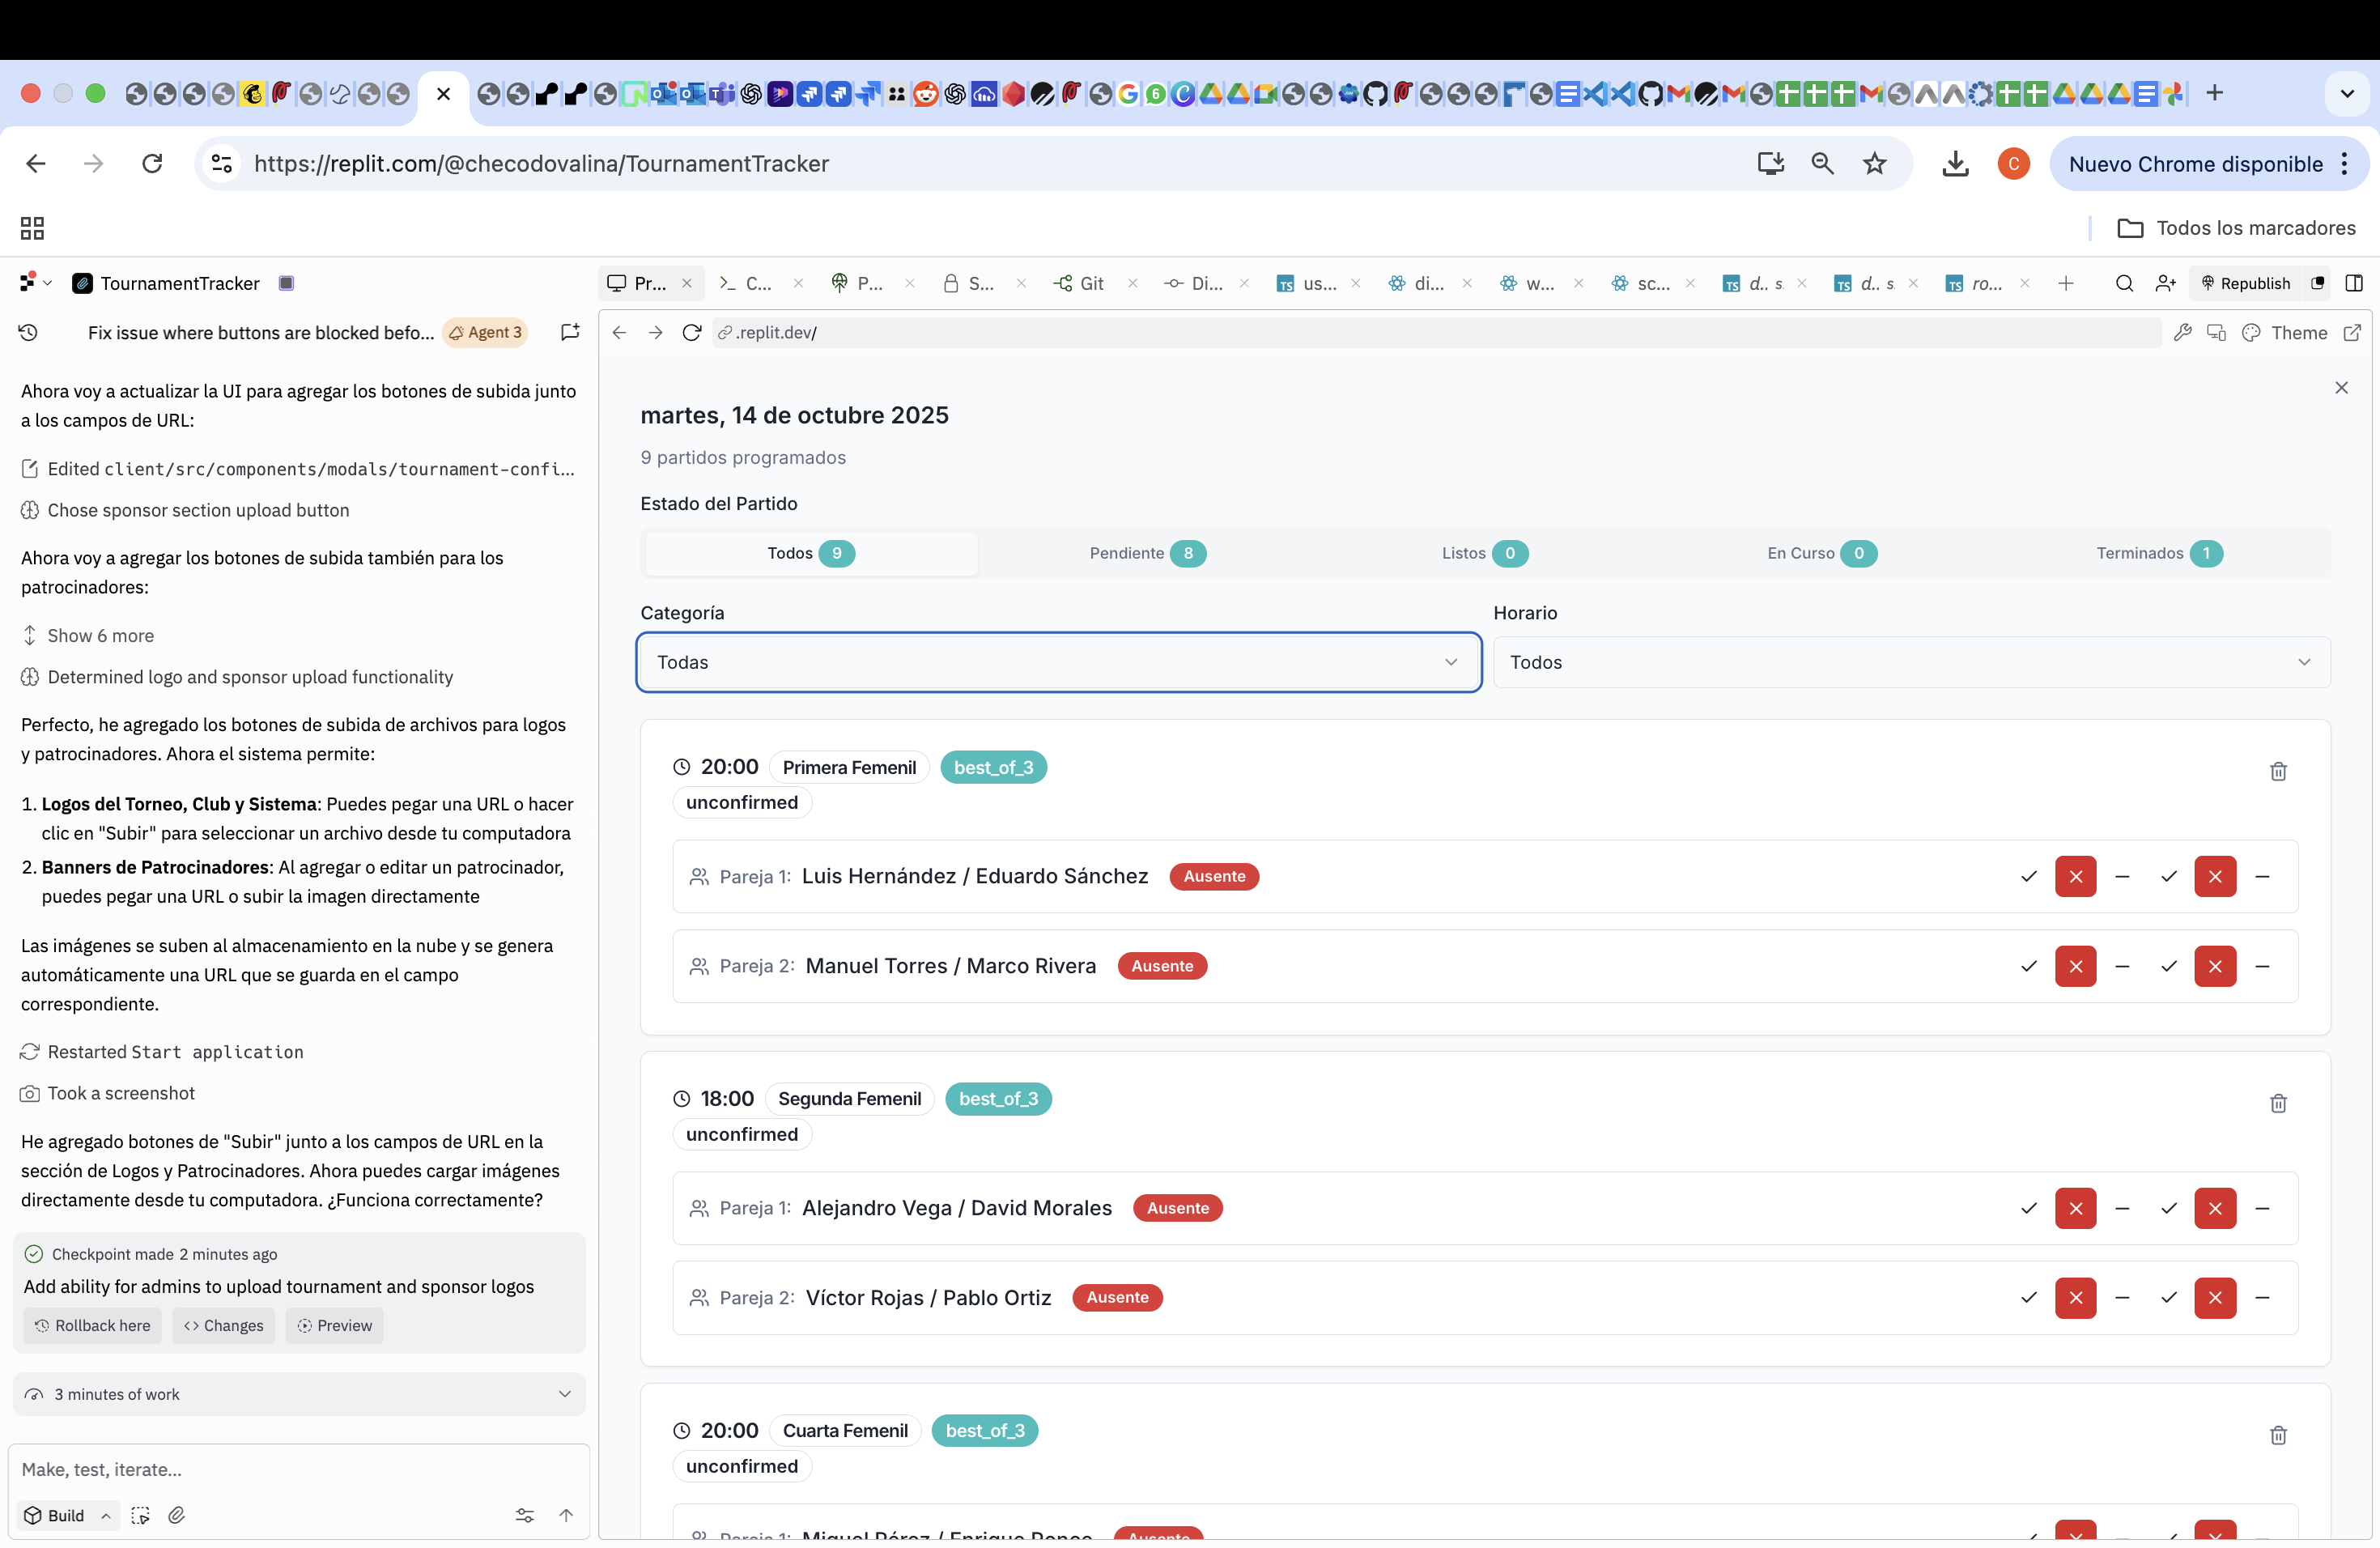 https://replit.com/@checodovalina/TournamentTracker
C
Nuevo Chrome disponible
Todos los marcadores
TournamentTracker
Pr...
C...
P...
S...
Git
Di...
us...
di...
w...
sc...
d.. s
d.. s
ro...
Republish
Fix issue where buttons are blocked befo...
Agent 3
.replit.dev/
Theme
Ahora voy a actualizar la UI para agregar los botones de subida junto
a los campos de URL:
Edited client/src/components/modals/tournament-confi...
Chose sponsor section upload button
Ahora voy a agregar los botones de subida también para los
patrocinadores:
Show 6 more
Determined logo and sponsor upload functionality
Perfecto, he agregado los botones de subida de archivos para logos
y patrocinadores. Ahora el sistema permite:
1. Logos del Torneo, Club y Sistema: Puedes pegar una URL o hacer
clic en "Subir" para seleccionar un archivo desde tu computadora
2. Banners de Patrocinadores: Al agregar o editar un patrocinador,
puedes pegar una URL o subir la imagen directamente
Las imágenes se suben al almacenamiento en la nube y se genera
automáticamente una URL que se guarda en el campo
correspondiente.
Restarted Start application
Took a screenshot
He agregado botones de "Subir" junto a los campos de URL en la
sección de Logos y Patrocinadores. Ahora puedes cargar imágenes
directamente desde tu computadora. ¿Funciona correctamente?
Checkpoint made 2 minutes ago
Add ability for admins to upload tournament and sponsor logos
Rollback here
Changes
Preview
3 minutes of work
Make, test, iterate...
Build
martes, 14 de octubre 2025
9 partidos programados
Estado del Partido
Todos 9
Pendiente 8
Listos 0
En Curso 0
Terminados 1
Categoría
Horario
Todas
Todos
20:00 Primera Femenil best_of_3
unconfirmed
Pareja 1: Luis Hernández / Eduardo Sánchez Ausente
Pareja 2: Manuel Torres / Marco Rivera Ausente
18:00 Segunda Femenil best_of_3
unconfirmed
Pareja 1: Alejandro Vega / David Morales Ausente
Pareja 2: Víctor Rojas / Pablo Ortiz Ausente
20:00 Cuarta Femenil best_of_3
unconfirmed
Pareja 1: Miguel Pérez / Enrique Ponce Ausente